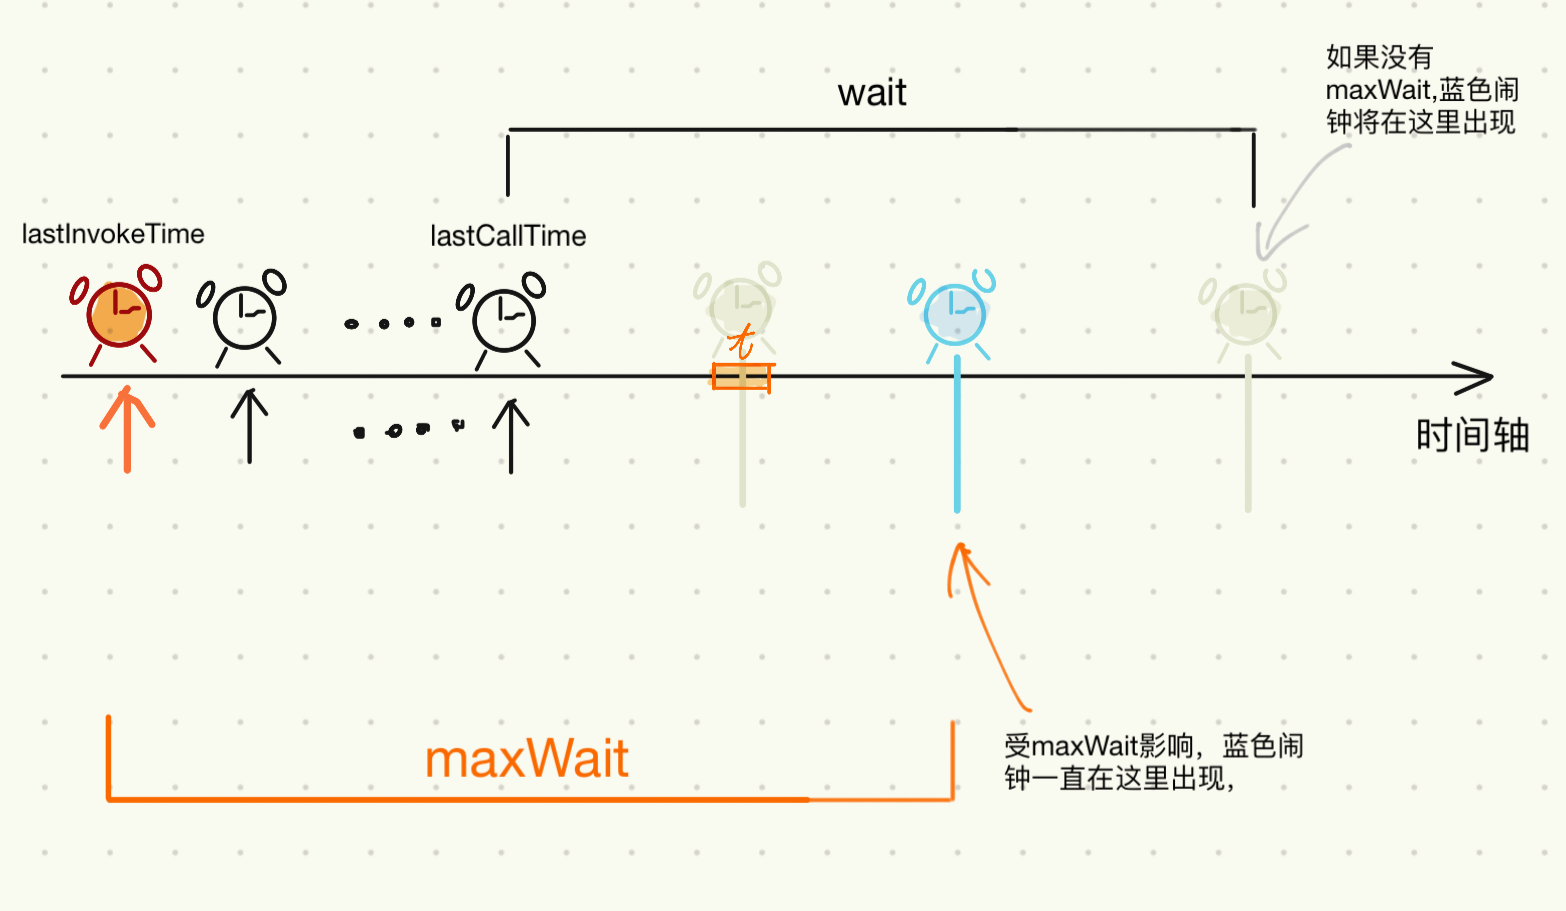 如果没有
maxWait,蓝色闹
钟将在这里出现
wait
lastInvokeTime
lastCallTime
t
时间轴
maxWait
受maxWait影响，蓝色闹
钟一直在这里出现，